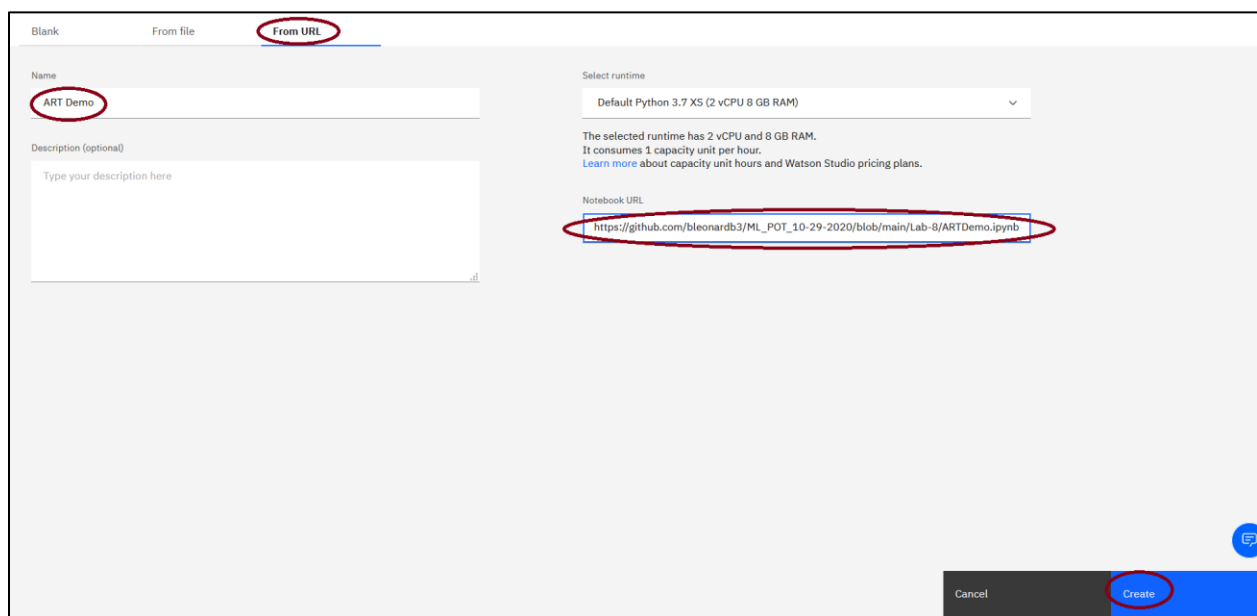 Blank
From file
From URL
Name
ART Demo
Description (optional)
Type your description here
Select runtime
Default Python 3.7 XS (2 vCPU 8 GB RAM)
The selected runtime has 2 vCPU and 8 GB RAM.
It consumes 1 capacity unit per hour.
Learn more about capacity unit hours and Watson Studio pricing plans.
Notebook URL
https://github.com/bleonardb3/ML_POT_10-29-2020/blob/main/Lab-8/ARTDemo.ipynb
Cancel
Create